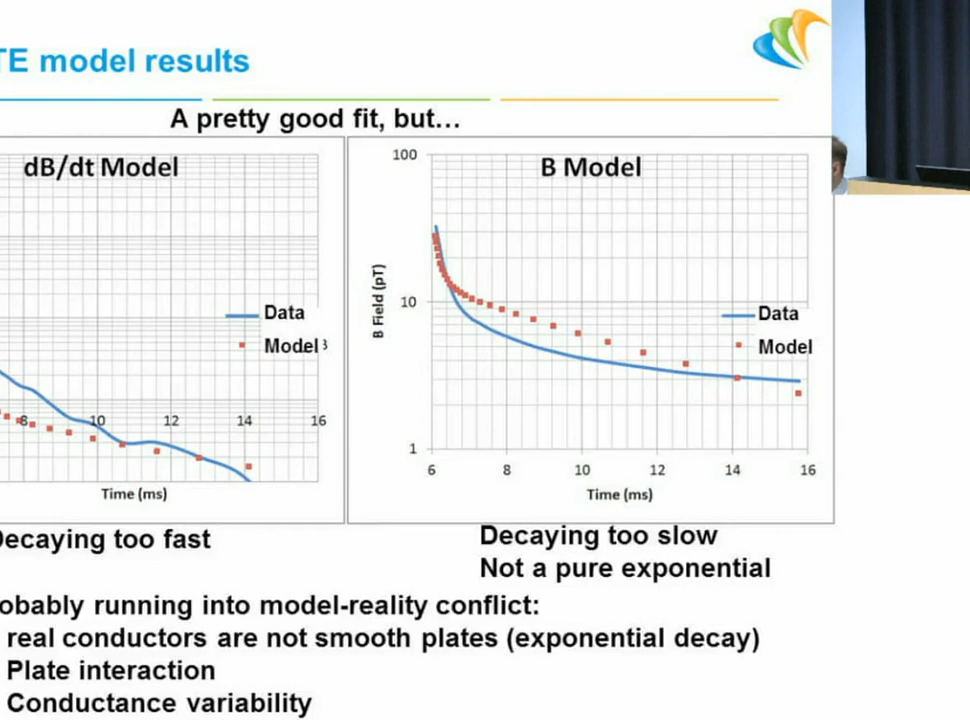 TE model results
A pretty good fit, but...
dB/dt Model
Data
Model³
8 10 12 14 16
Time (ms)
B Model
100
10
1
B Field (pT)
Data
Model
6 8 10 12 14 16
Time (ms)
Decaying too fast
Decaying too slow
Not a pure exponential
obably running into model-reality conflict:
real conductors are not smooth plates (exponential decay)
Plate interaction
Conductance variability